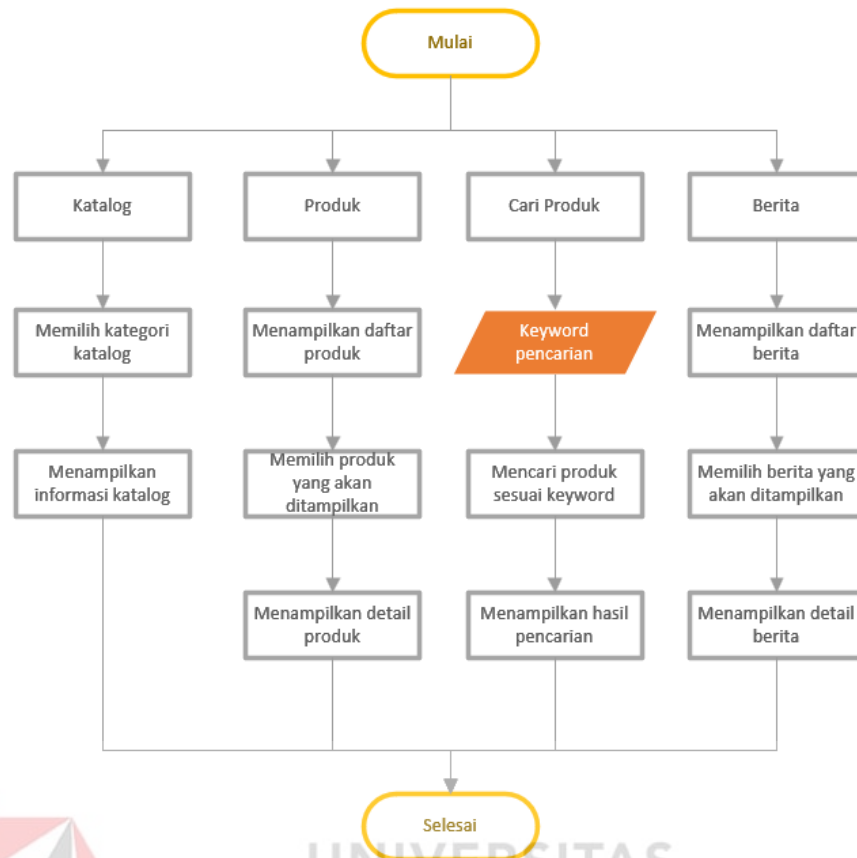 Mulai
Katalog
Produk
Cari Produk
Berita
Memilih kategori
katalog
Menampilkan daftar
produk
Keyword
pencarian
Menampilkan daftar
berita
Menampilkan
informasi katalog
Memilih produk
yang akan
ditampilkan
Mencari produk
sesuai keyword
Memilih berita yang
akan ditampilkan
Menampilkan detail
produk
Menampilkan hasil
pencarian
Menampilkan detail
berita
Selesai
UNIVERSITAS